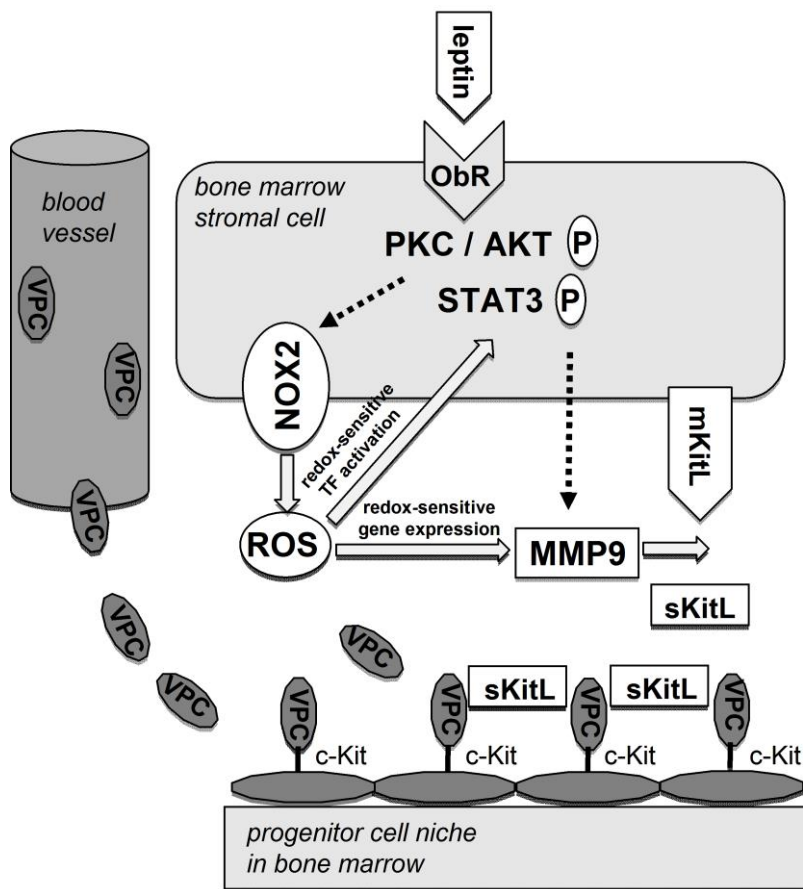 leptin
ObR
bone marrow
stromal cell
blood
vessel
PKC / AKT P
STAT3 P
VPC
VPC
NOX2
mKitL
redox-sensitive
TF activation
VPC
redox-sensitive
gene expression
ROS
MMP9
sKitL
VPC
VPC
VPC
sKitL
sKitL
VPC
VPC
VPC
VPC
c-Kit
c-Kit
c-Kit
c-Kit
progenitor cell niche
in bone marrow